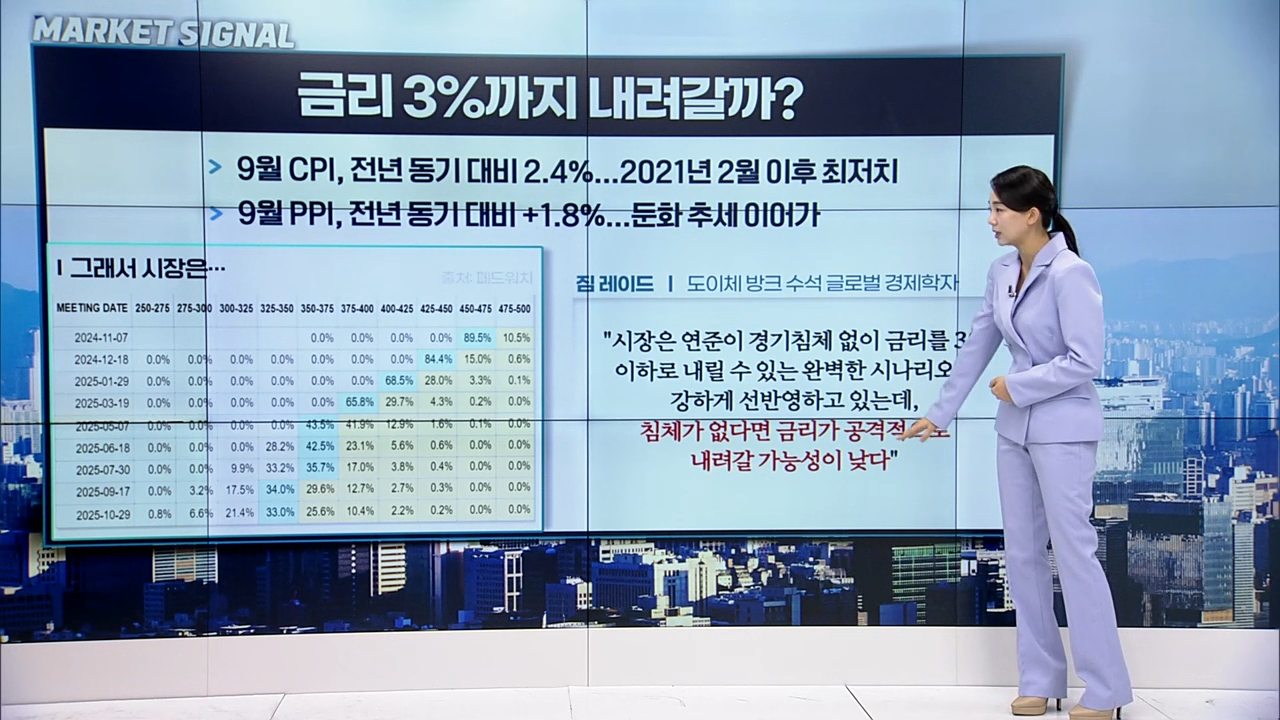 MARKET SIGNAL
금리 3%까지 내려갈까?
> 9월 CPI, 전년 동기 대비 2.4%...2021년 2월 이후 최저치
> 9월 PPI, 전년 동기 대비 +1.8%...둔화 추세 이어가
| 그래서 시장은…
출처: 페드워치
MEETING DATE 250-275 275-300 300-325 325-350 350-375 375-400 400-425 425-450 450-475 475-500
2024-11-07 0.0% 0.0% 0.0% 0.0% 89.5% 10.5%
2024-12-18 0.0% 0.0% 0.0% 0.0% 0.0% 0.0% 0.0% 84.4% 15.0% 0.6%
2025-01-29 0.0% 0.0% 0.0% 0.0% 0.0% 0.0% 68.5% 28.0% 3.3% 0.1%
2025-03-19 0.0% 0.0% 0.0% 0.0% 0.0% 65.8% 29.7% 4.3% 0.2% 0.0%
2025-05-07 0.0% 0.0% 0.0% 0.0% 43.5% 41.9% 12.9% 1.6% 0.1% 0.0%
2025-06-18 0.0% 0.0% 0.0% 28.2% 42.5% 23.1% 5.6% 0.6% 0.0% 0.0%
2025-07-30 0.0% 0.0% 9.9% 33.2% 35.7% 17.0% 3.8% 0.4% 0.0% 0.0%
2025-09-17 0.0% 3.2% 17.5% 34.0% 29.6% 12.7% 2.7% 0.3% 0.0% 0.0%
2025-10-29 0.8% 6.6% 21.4% 33.0% 25.6% 10.4% 2.2% 0.2% 0.0% 0.0%
짐 레이드 | 도이체 방크 수석 글로벌 경제학자
"시장은 연준이 경기침체 없이 금리를 3
이하로 내릴 수 있는 완벽한 시나리오
강하게 선반영하고 있는데,
침체가 없다면 금리가 공격적으로
내려갈 가능성이 낮다"